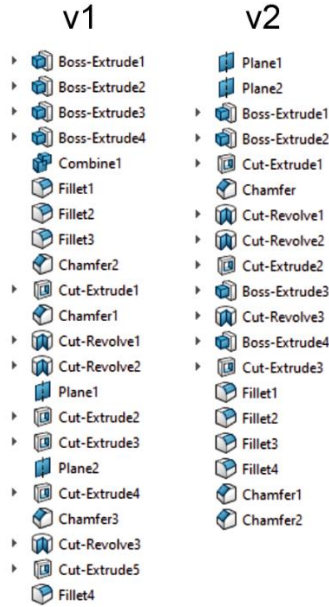 v1
Boss-Extrude1
Boss-Extrude2
Boss-Extrude3
Boss-Extrude4
Combine1
Fillet1
Fillet2
Fillet3
Chamfer2
Cut-Extrude1
Chamfer1
Cut-Revolve1
Cut-Revolve2
Plane1
Cut-Extrude2
Cut-Extrude3
Plane2
Cut-Extrude4
Chamfer3
Cut-Revolve3
Cut-Extrude5
Fillet4
v2
Plane1
Plane2
Boss-Extrude1
Boss-Extrude2
Cut-Extrude1
Chamfer
Cut-Revolve1
Cut-Revolve2
Cut-Extrude2
Boss-Extrude3
Cut-Revolve3
Boss-Extrude4
Cut-Extrude3
Fillet1
Fillet2
Fillet3
Fillet4
Chamfer1
Chamfer2